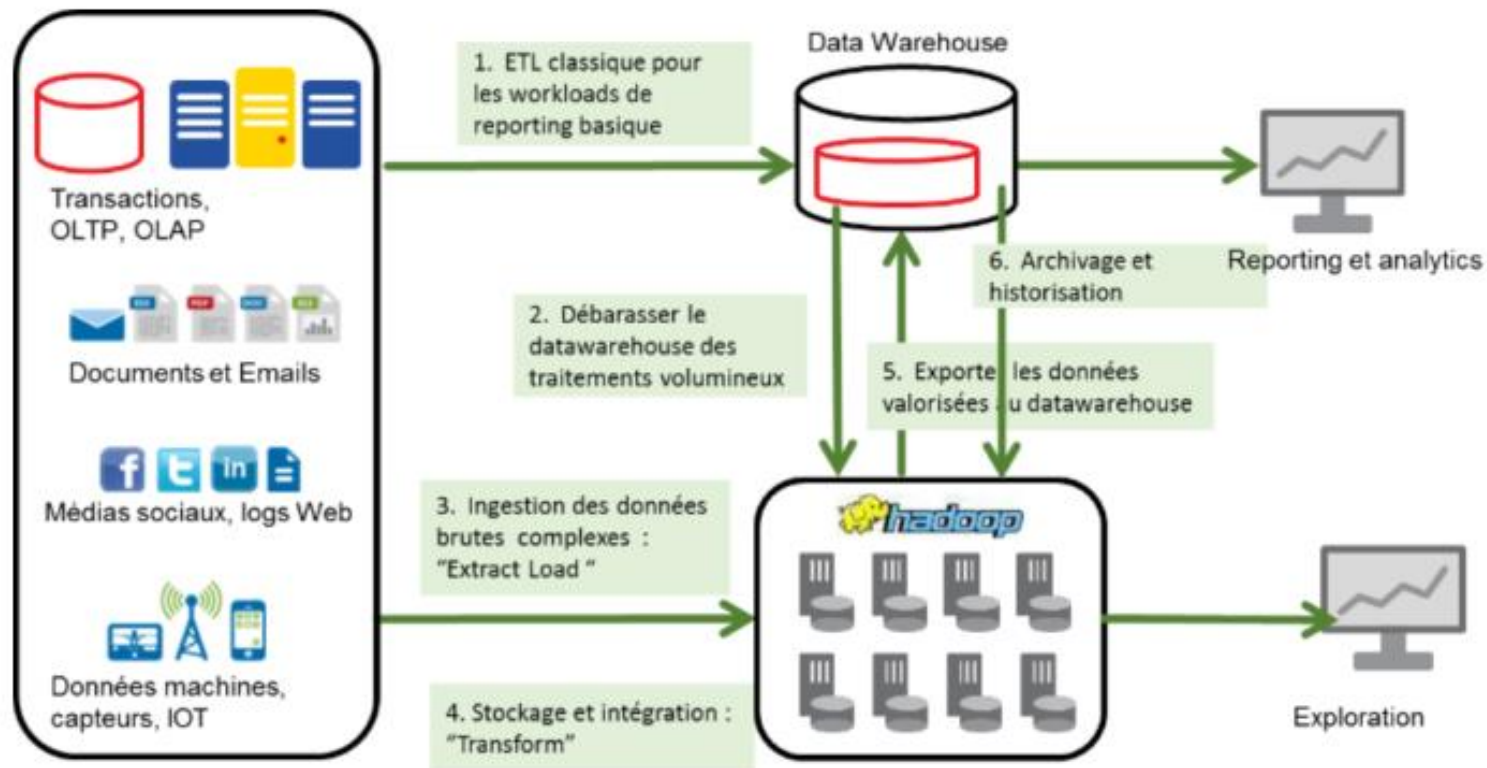 Data Warehouse
1. ETL classique pour
les workloads de
reporting basique
Transactions,
OLTP, OLAP
Documents et Emails
Médias sociaux, logs Web
Données machines,
capteurs, IOT
2. Débarasser le
datawarehouse des
traitements volumineux
6. Archivage et
historisation
Reporting et analytics
5. Exporter les données
valorisées au datawarehouse
3. Ingestion des données
brutes complexes :
"Extract Load "
hadoop
4. Stockage et intégration :
"Transform"
Exploration
PDF
f
t
in